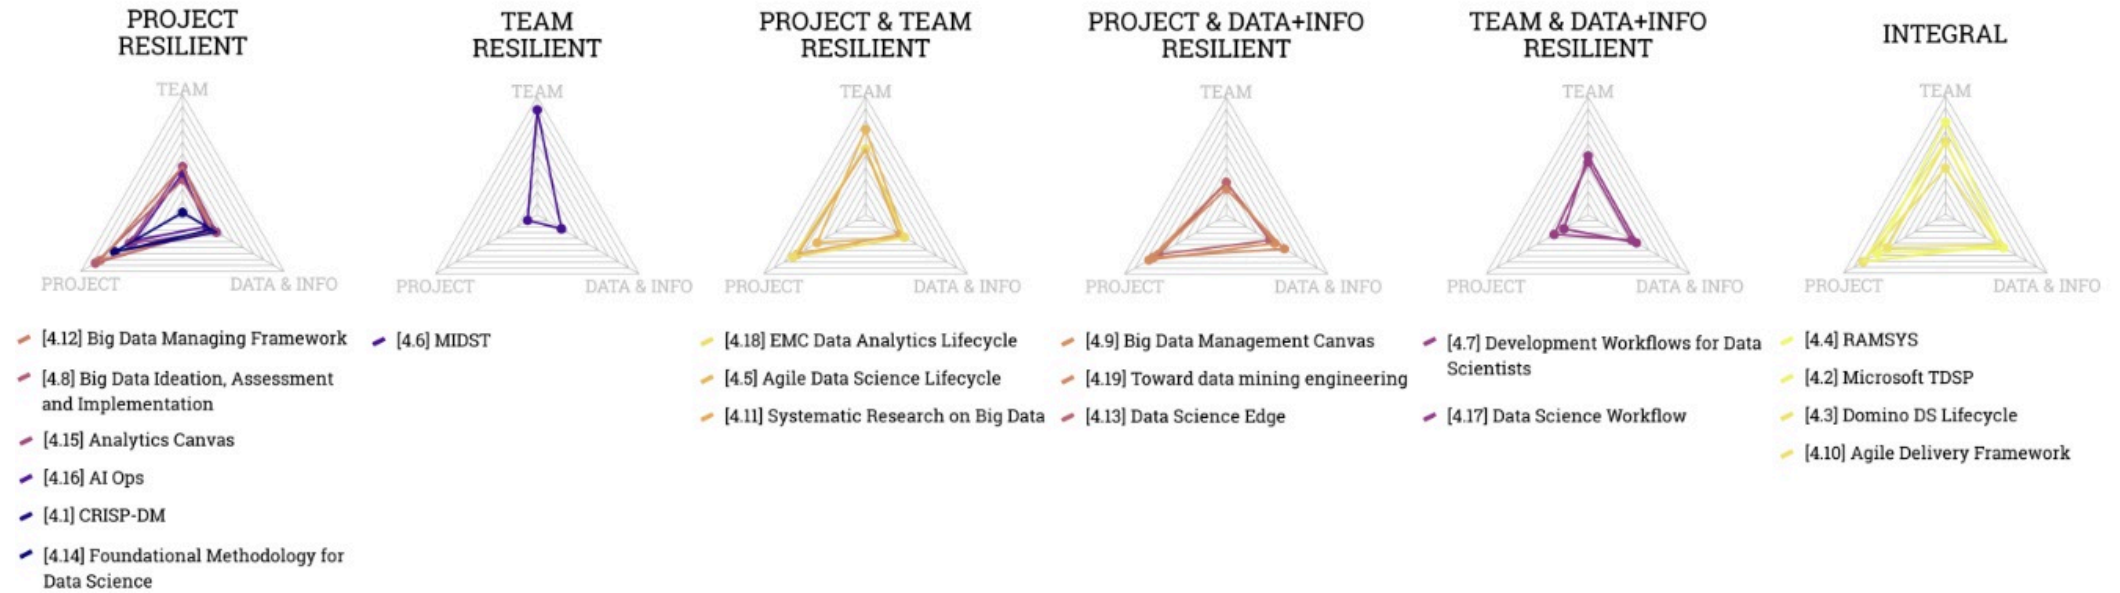 PROJECT
RESILIENT
TEAM
PROJECT
DATA & INFO
[4.12] Big Data Managing Framework
[4.8] Big Data Ideation, Assessment
and Implementation
[4.15] Analytics Canvas
[4.16] AI Ops
[4.1] CRISP-DM
[4.14] Foundational Methodology for
Data Science
TEAM
RESILIENT
TEAM
PROJECT
DATA & INFO
[4.6] MIDST
PROJECT & TEAM
RESILIENT
TEAM
PROJECT
DATA & INFO
[4.18] EMC Data Analytics Lifecycle
[4.5] Agile Data Science Lifecycle
[4.11] Systematic Research on Big Data
PROJECT & DATA+INFO
RESILIENT
TEAM
PROJECT
DATA & INFO
[4.9] Big Data Management Canvas
[4.19] Toward data mining engineering
[4.13] Data Science Edge
TEAM & DATA+INFO
RESILIENT
TEAM
PROJECT
DATA & INFO
[4.7] Development Workflows for Data
Scientists
[4.17] Data Science Workflow
INTEGRAL
TEAM
PROJECT
DATA & INFO
[4.4] RAMSYS
[4.2] Microsoft TDSP
[4.3] Domino DS Lifecycle
[4.10] Agile Delivery Framework